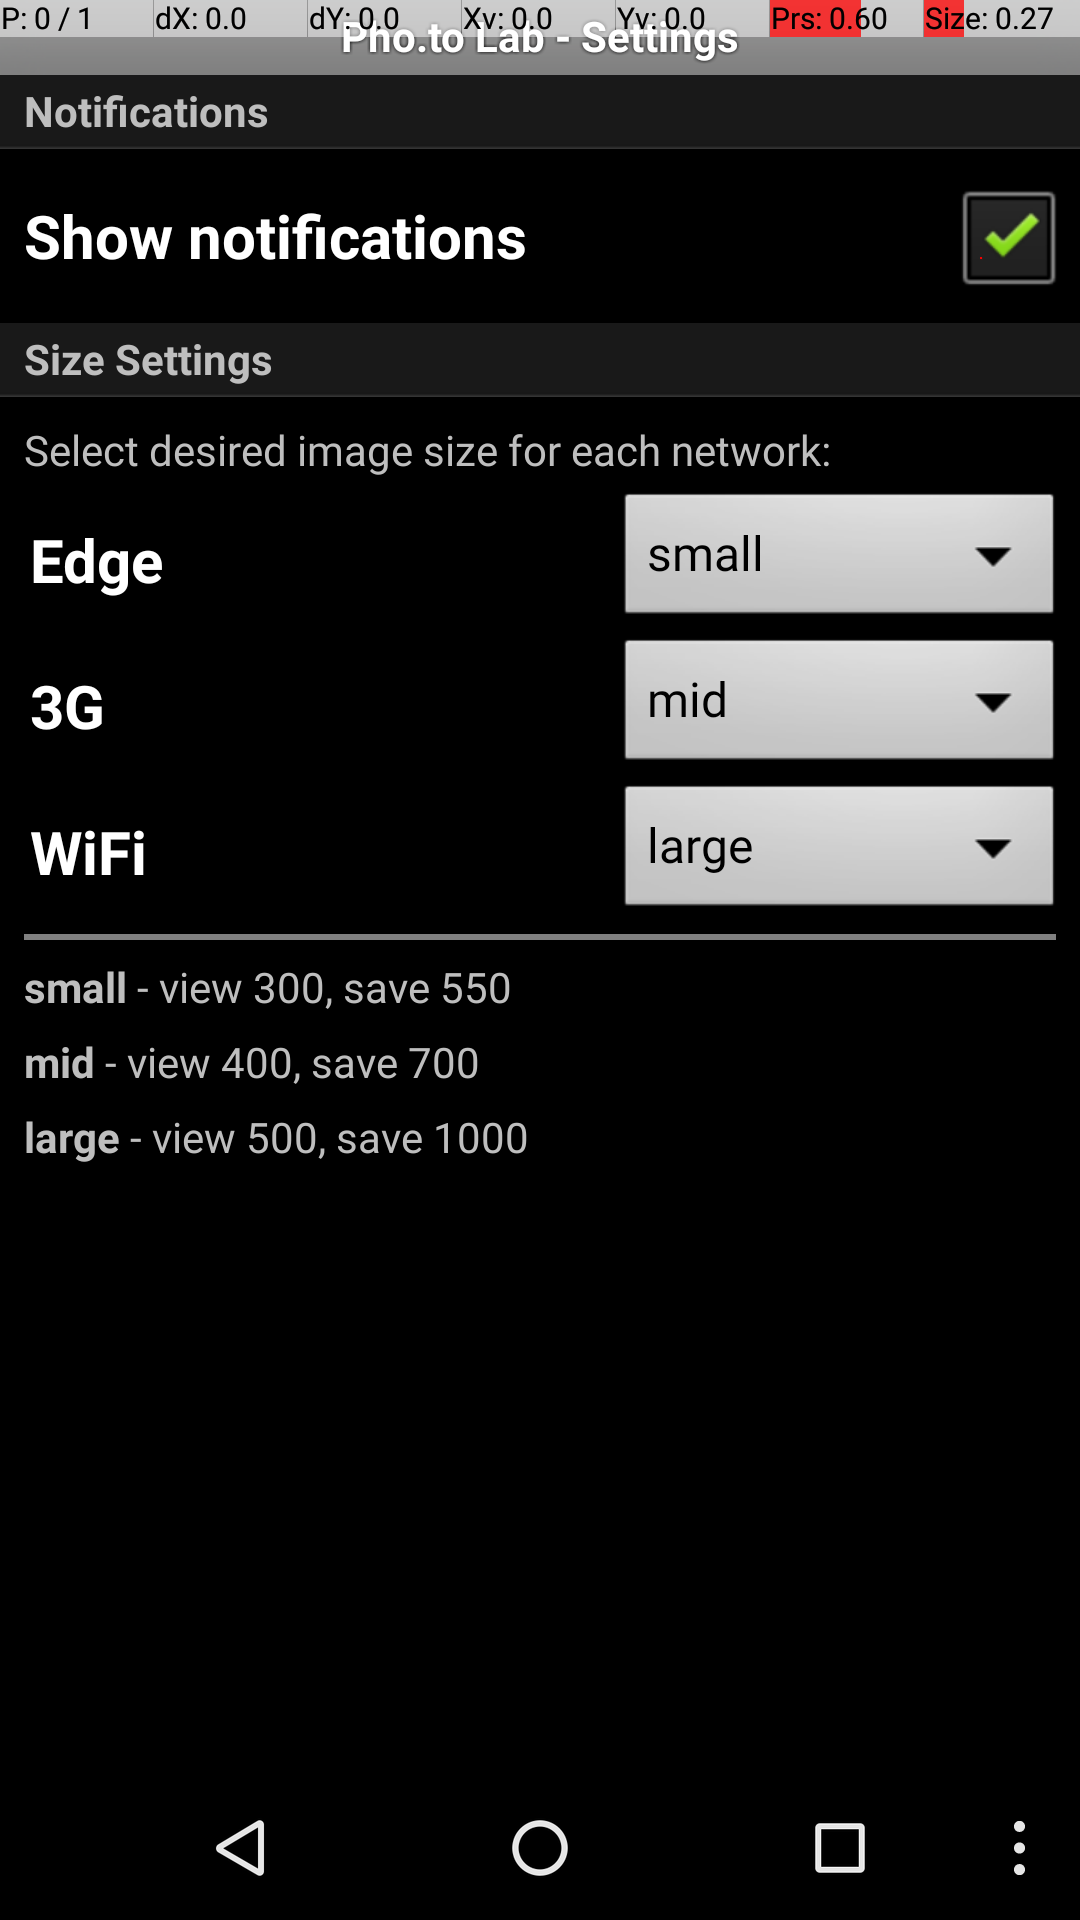 P: 0 / 1 dX: 0.0 dY: 0.0 Xv: 0.0 Yv: 0.0 Prs: 0.60 Size: 0.27
Pho.to Lab - Settings
Notifications
Show notifications
Size Settings
Select desired image size for each network:
Edge small
3G mid
WiFi large
small - view 300, save 550
mid - view 400, save 700
large - view 500, save 1000